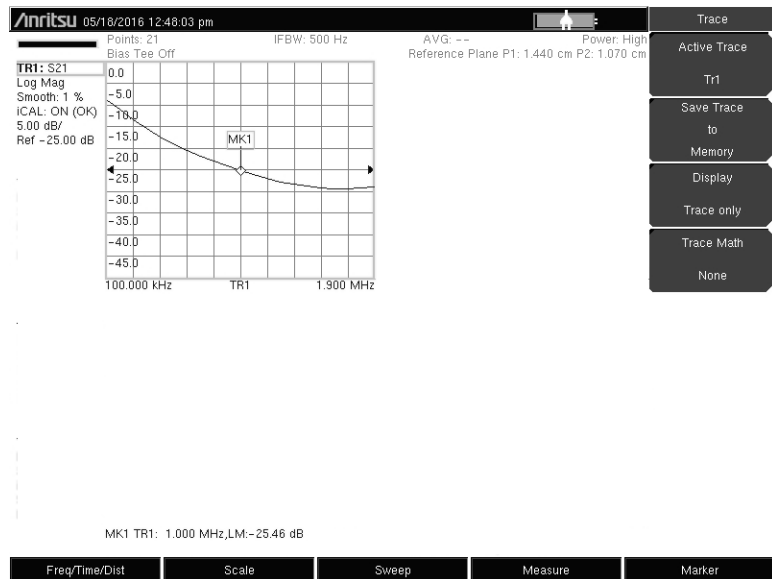 Anritsu 05/18/2016 12:48:03 pm
Trace
Points: 21 IFBW: 500 Hz AVG: -- Power: High
Bias Tee Off Reference Plane P1: 1.440 cm P2: 1.070 cm
TR1: S21
Log Mag
Smooth: 1 %
iCAL: ON (OK)
5.00 dB/
Ref -25.00 dB
0.0
-5.0
-10.0
-15.0
-20.0
-25.0
-30.0
-35.0
-40.0
-45.0
MK1
100.000 kHz TR1 1.900 MHz
Active Trace
Tr1
Save Trace
to
Memory
Display
Trace only
Trace Math
None
MK1 TR1: 1.000 MHz,LM:-25.46 dB
Freq/Time/Dist Scale Sweep Measure Marker